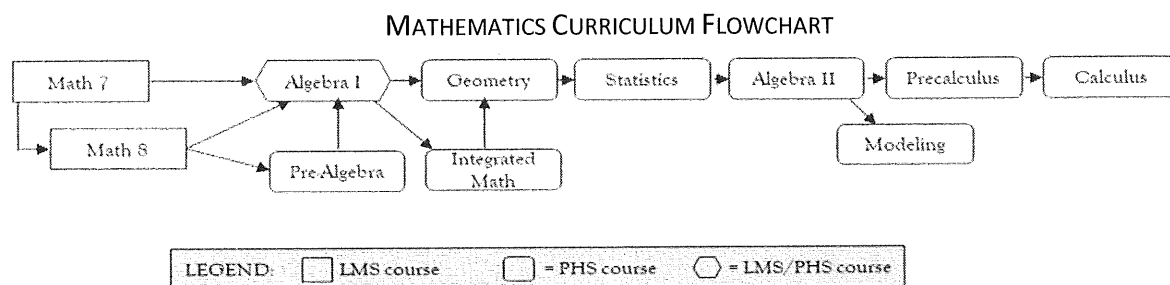 MATHEMATICS CURRICULUM FLOWCHART
Math 7
Algebra I
Geometry
Statistics
Algebra II
Precalculus
Calculus
Math 8
Pre-Algebra
Integrated
Math
Modeling
LEGEND: LMS course = PHS course = LMS/PHS course